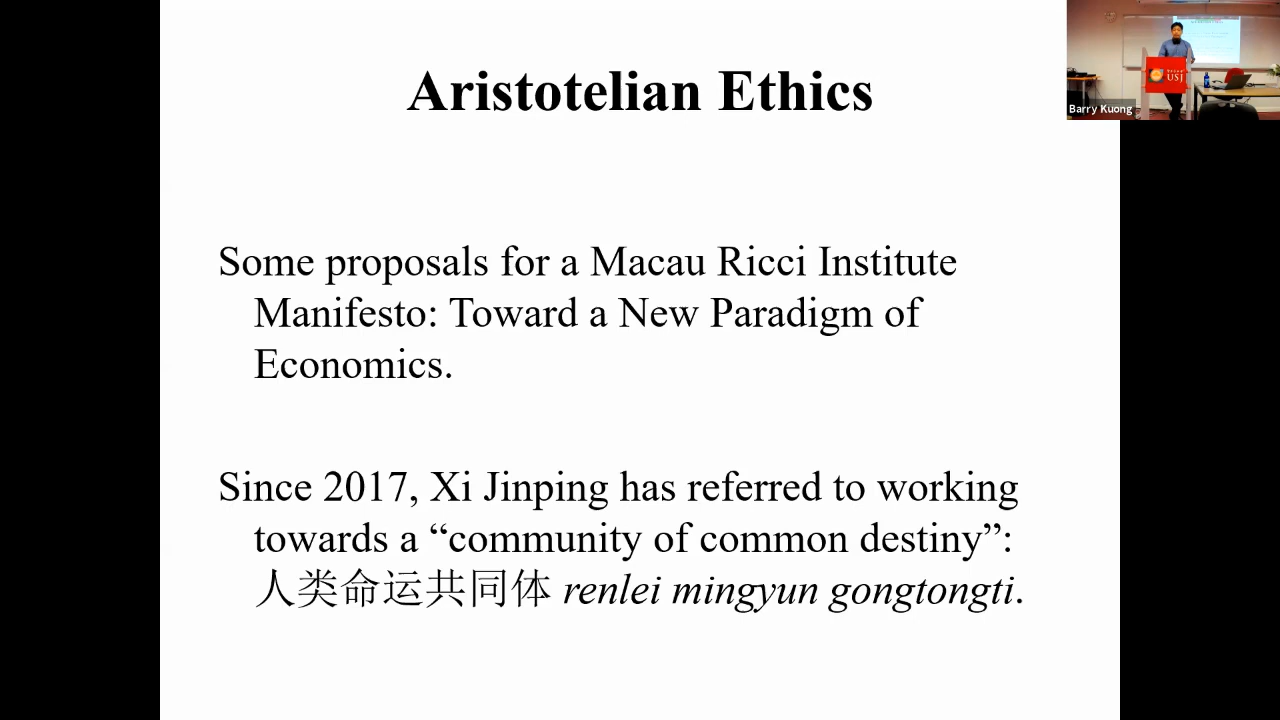 Aristotelian Ethics
Some proposals for a Macau Ricci Institute
Manifesto: Toward a New Paradigm of
Economics.
Since 2017, Xi Jinping has referred to working
towards a “community of common destiny”:
人类命运共同体 renlei mingyun gongtongti.
USJ
Barry Kuong